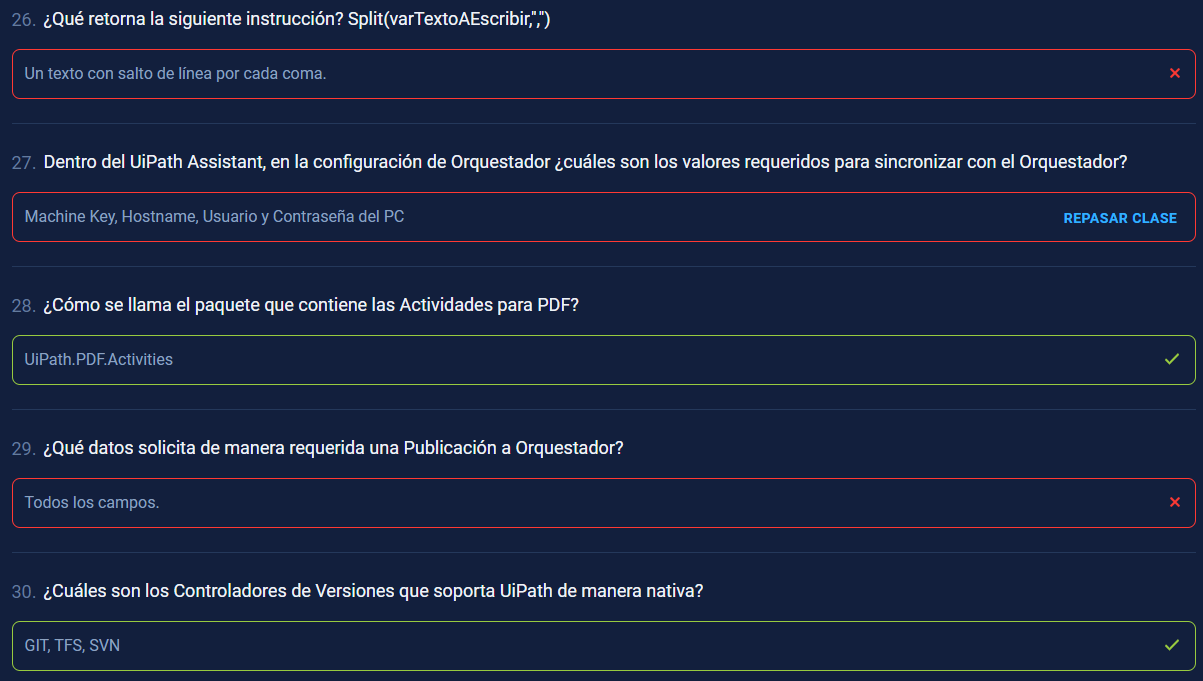 26. ¿Qué retorna la siguiente instrucción? Split(varTextoAEscribir,",")
Un texto con salto de línea por cada coma.
27. Dentro del UiPath Assistant, en la configuración de Orquestador ¿cuáles son los valores requeridos para sincronizar con el Orquestador?
Machine Key, Hostname, Usuario y Contraseña del PC
REPASAR CLASE
28. ¿Cómo se llama el paquete que contiene las Actividades para PDF?
UiPath.PDF.Activities
29. ¿Qué datos solicita de manera requerida una Publicación a Orquestador?
Todos los campos.
30. ¿Cuáles son los Controladores de Versiones que soporta UiPath de manera nativa?
GIT, TFS, SVN